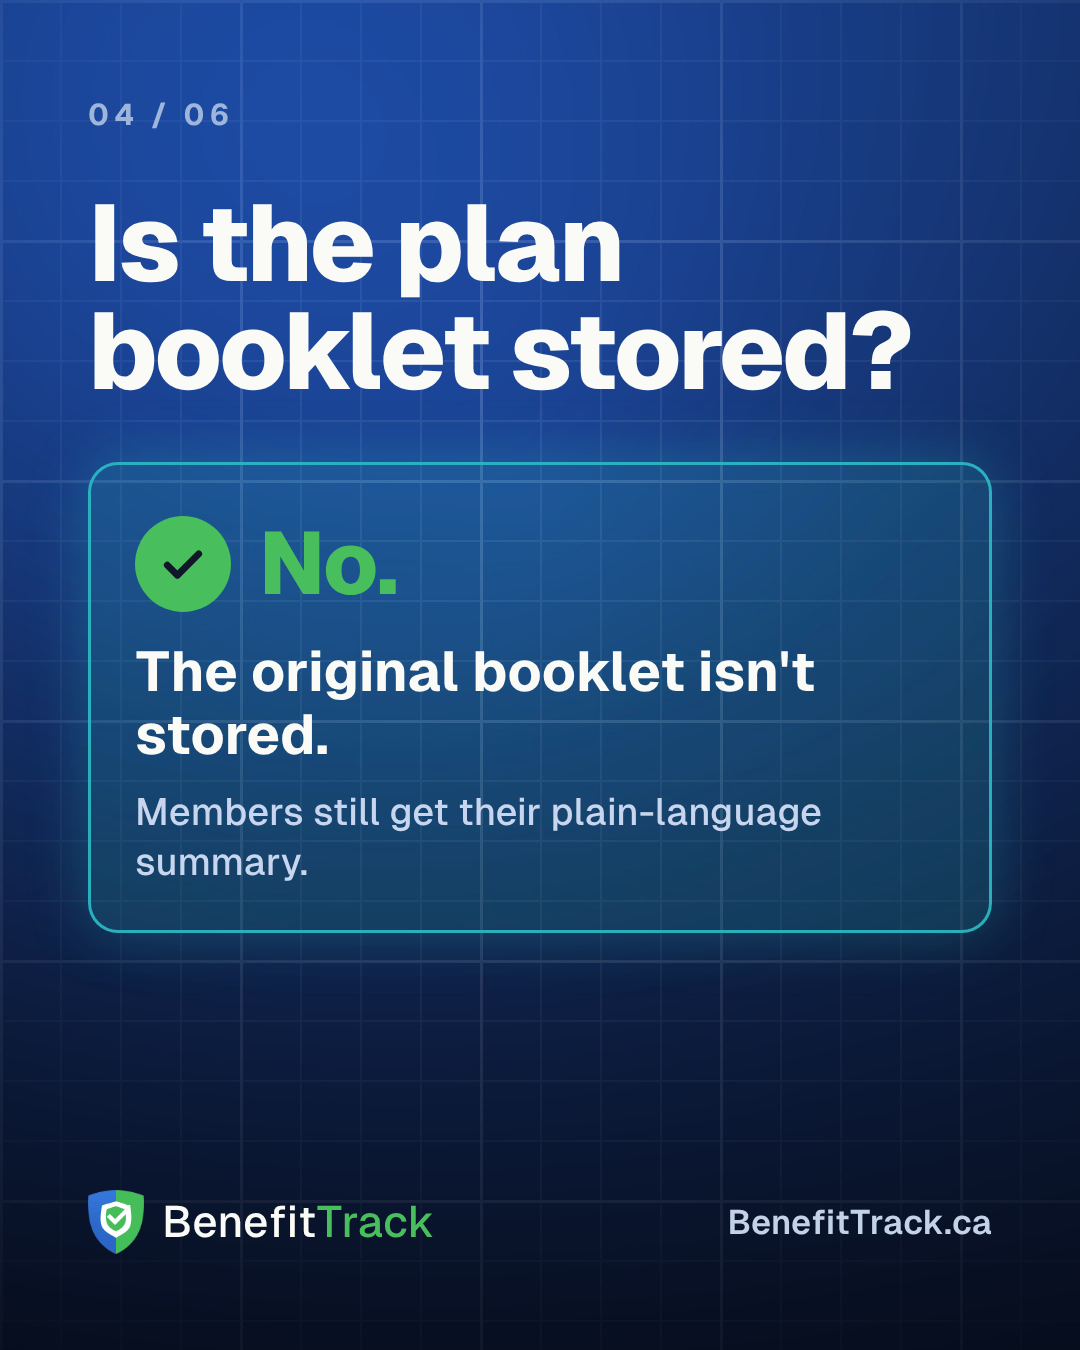 04 / 06
Is the plan
booklet stored?
No.
The original booklet isn't
stored.
Members still get their plain-language
summary.
BenefitTrack
BenefitTrack.ca